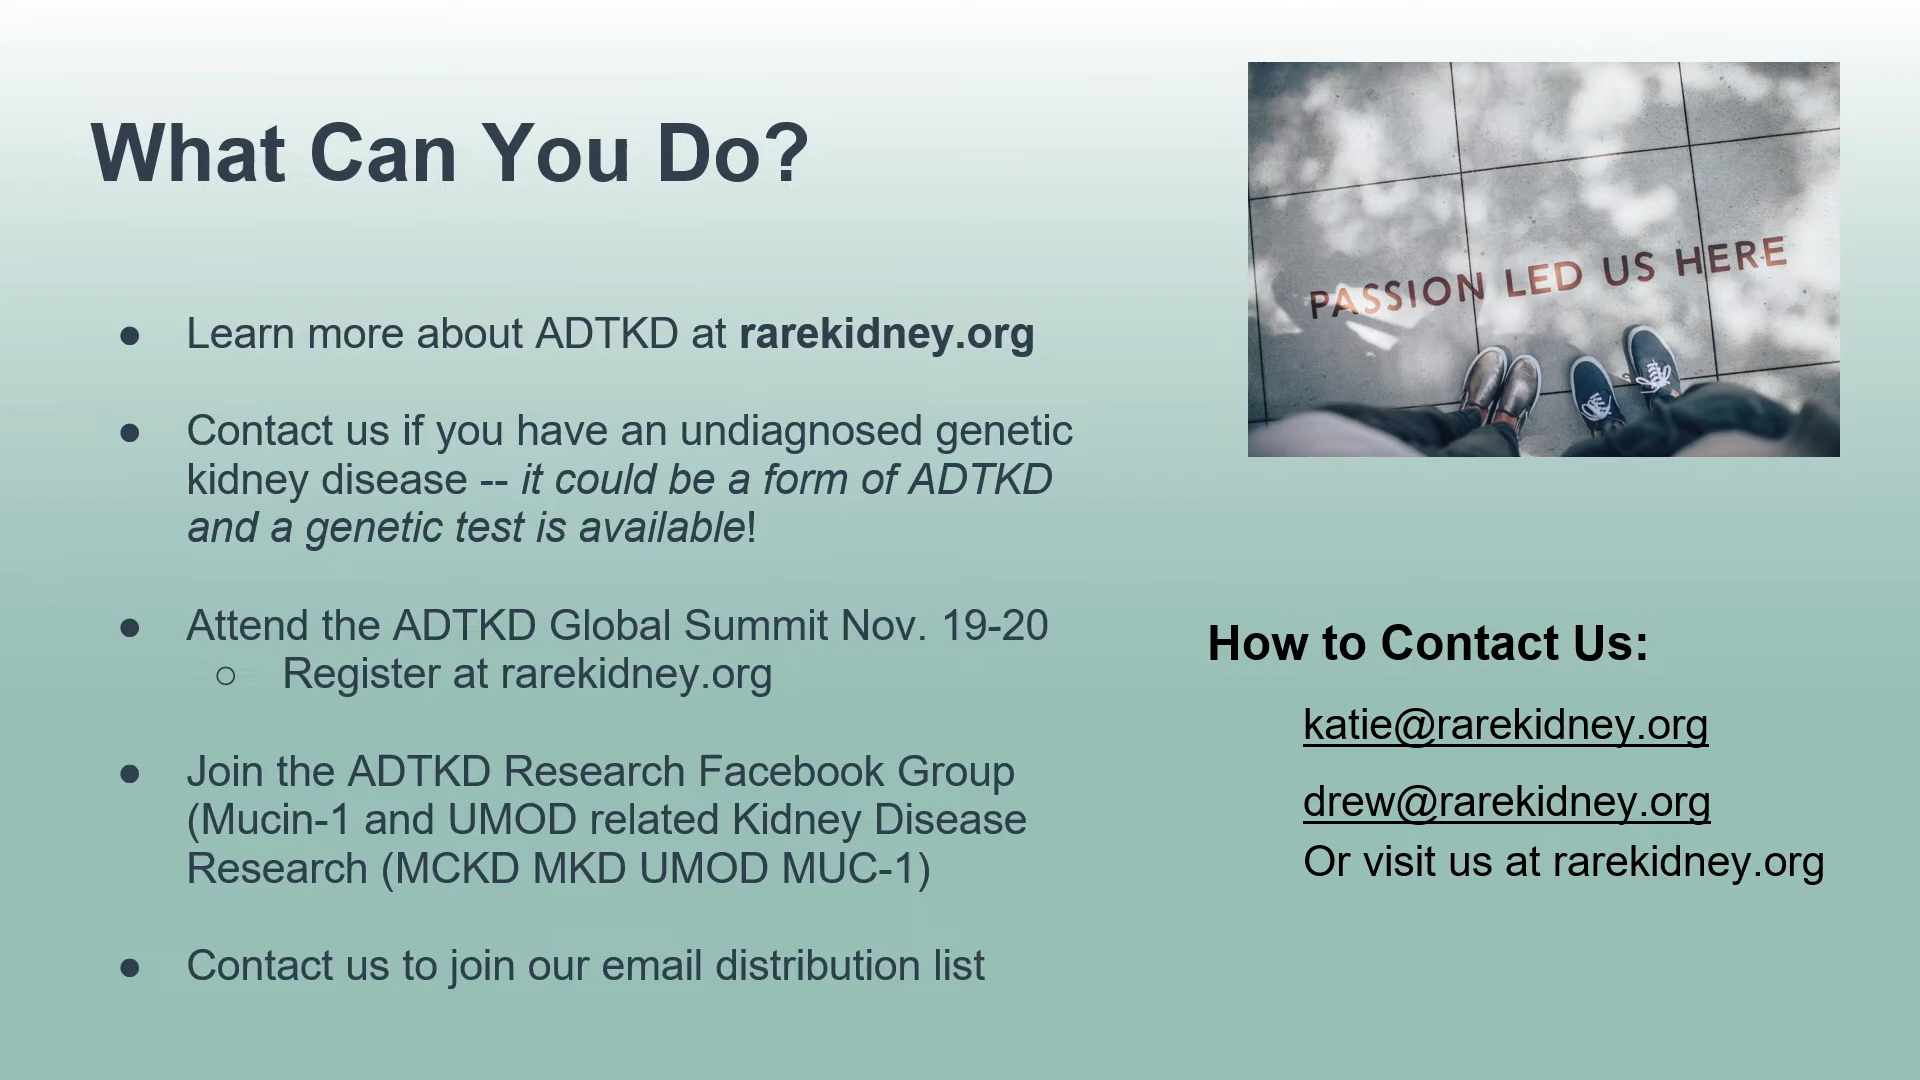 What Can You Do?
● Learn more about ADTKD at rarekidney.org
● Contact us if you have an undiagnosed genetic
kidney disease -- it could be a form of ADTKD
and a genetic test is available!
● Attend the ADTKD Global Summit Nov. 19-20
○ Register at rarekidney.org
● Join the ADTKD Research Facebook Group
(Mucin-1 and UMOD related Kidney Disease
Research (MCKD MKD UMOD MUC-1)
● Contact us to join our email distribution list
PASSION LED US HERE
How to Contact Us:
katie@rarekidney.org
drew@rarekidney.org
Or visit us at rarekidney.org